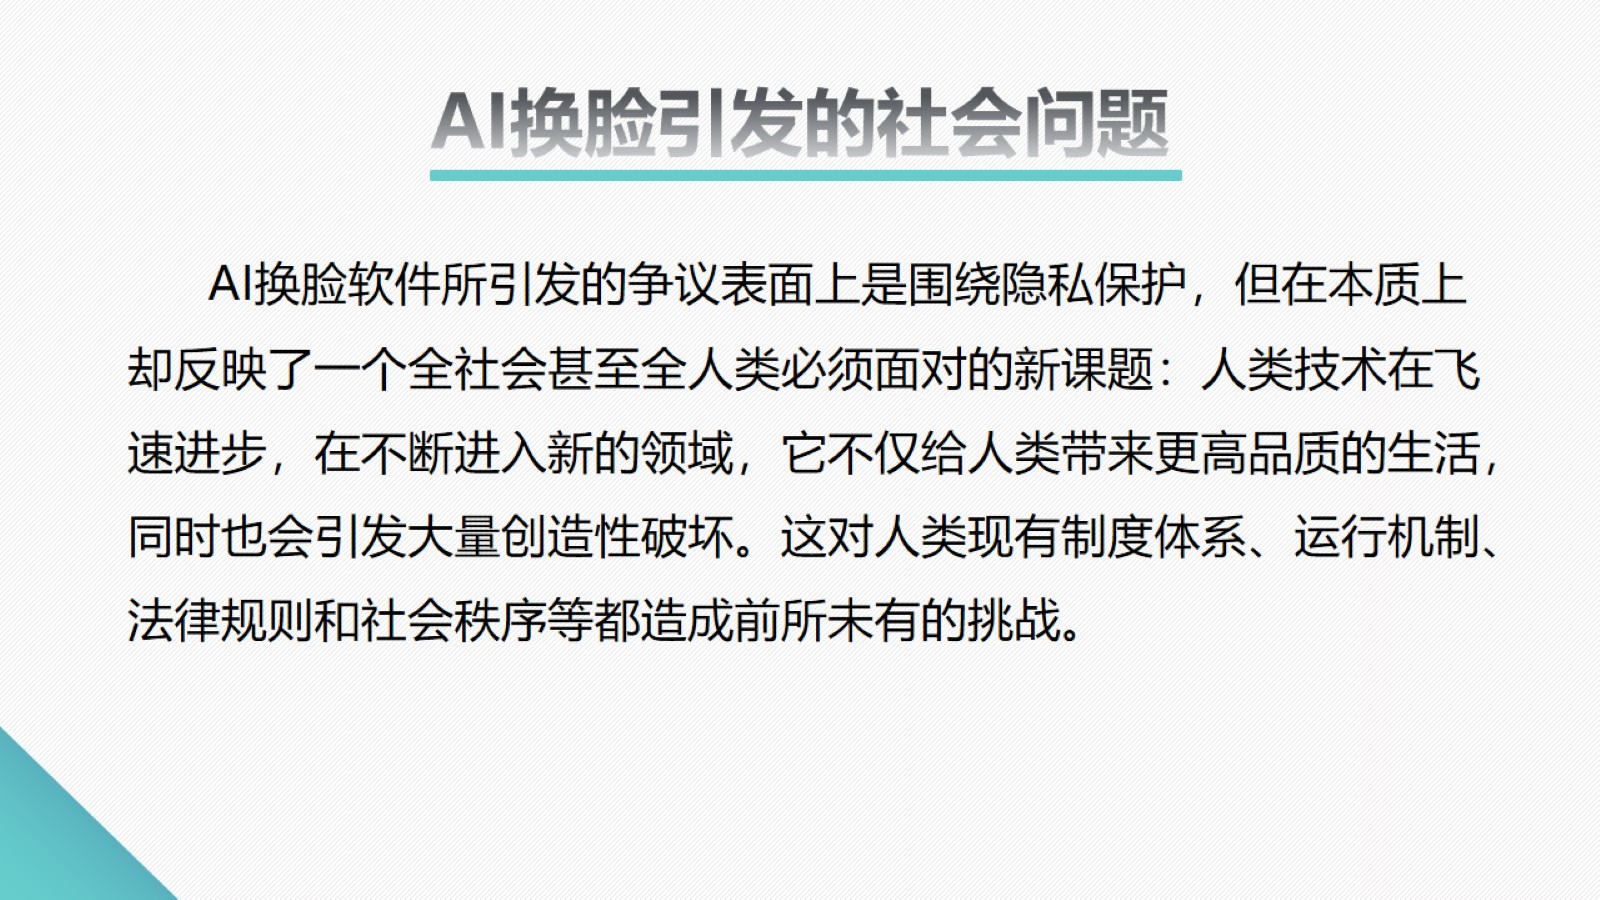 AI换脸引发的社会问题
AI换脸软件所引发的争议表面上是围绕隐私保护，但在本质上
却反映了一个全社会甚至全人类必须面对的新课题：人类技术在飞
速进步，在不断进入新的领域，它不仅给人类带来更高品质的生活，
同时也会引发大量创造性破坏。这对人类现有制度体系、运行机制、
法律规则和社会秩序等都造成前所未有的挑战。